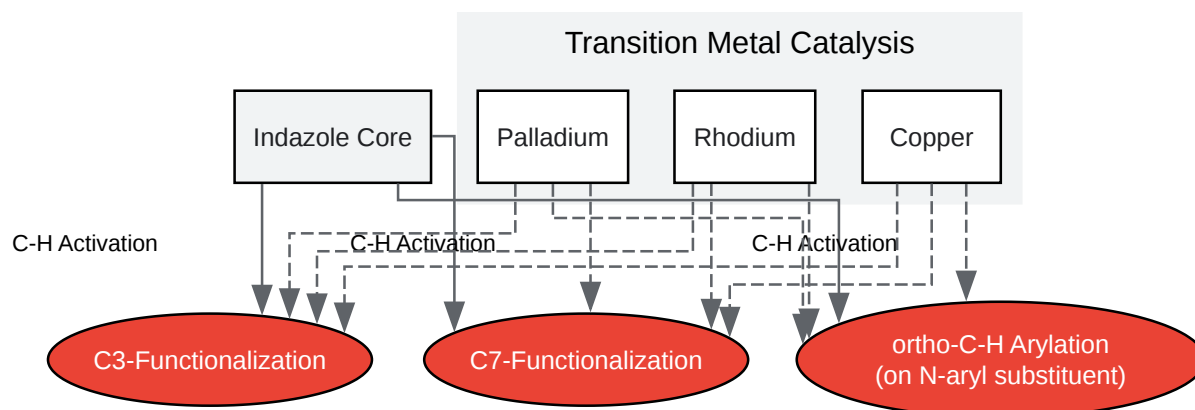 Transition Metal Catalysis
Indazole Core
Palladium
Rhodium
Copper
C-H Activation
C-H Activation
C-H Activation
C3-Functionalization
C7-Functionalization
ortho-C-H Arylation
(on N-aryl substituent)